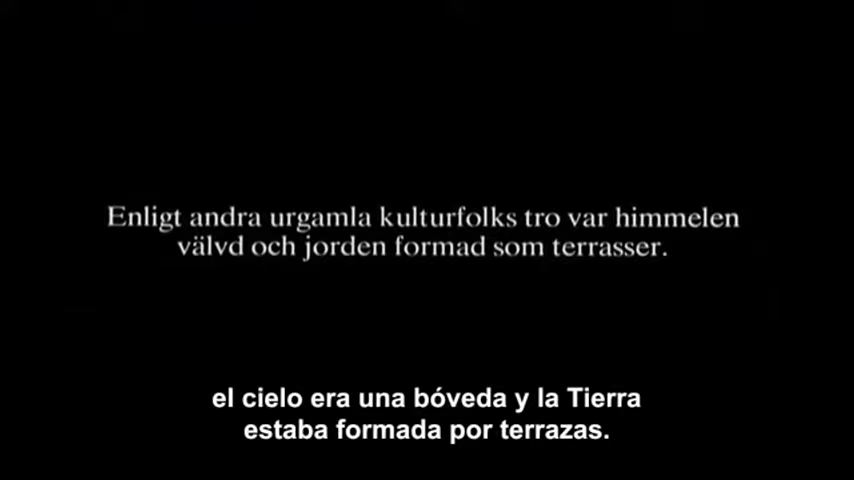 Enligt andra urgamla kulturfolks tro var himmelen
välvd och jorden formad som terrasser.
el cielo era una bóveda y la Tierra
estaba formada por terrazas.